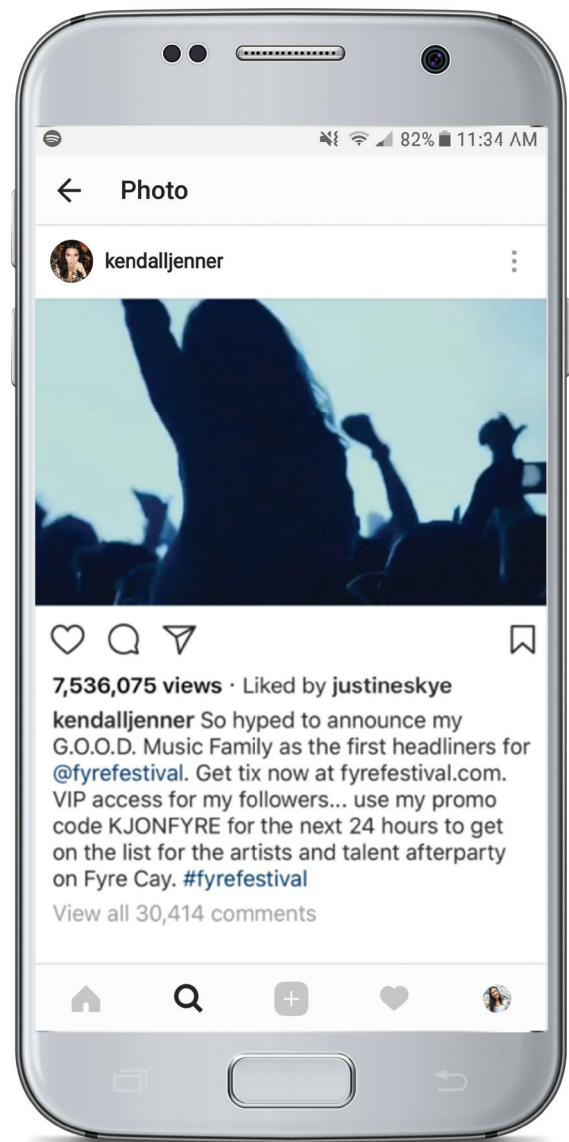 82% 11:34 AM
Photo
kendalljenner
7,536,075 views · Liked by justineskye
kendalljenner So hyped to announce my
G.O.O.D. Music Family as the first headliners for
@fyrefestival. Get tix now at fyrefestival.com.
VIP access for my followers... use my promo
code KJONFYRE for the next 24 hours to get
on the list for the artists and talent afterparty
on Fyre Cay. #fyrefestival
View all 30,414 comments